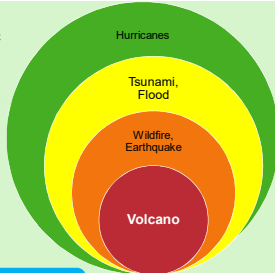 Hurricanes
Tsunami,
Flood
Wildfire,
Earthquake
Volcano